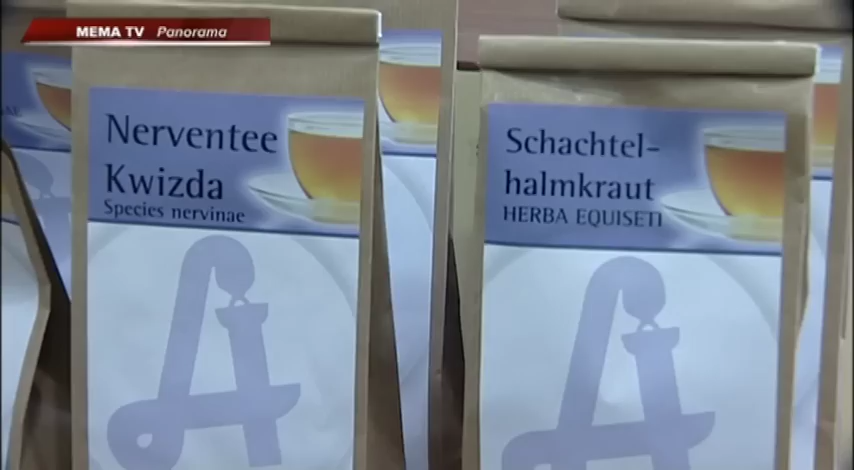 MEMA TV Panorama
Nerventee
Kwizda
Species nervinae
Schachtel-
halmkraut
HERBA EQUISETI